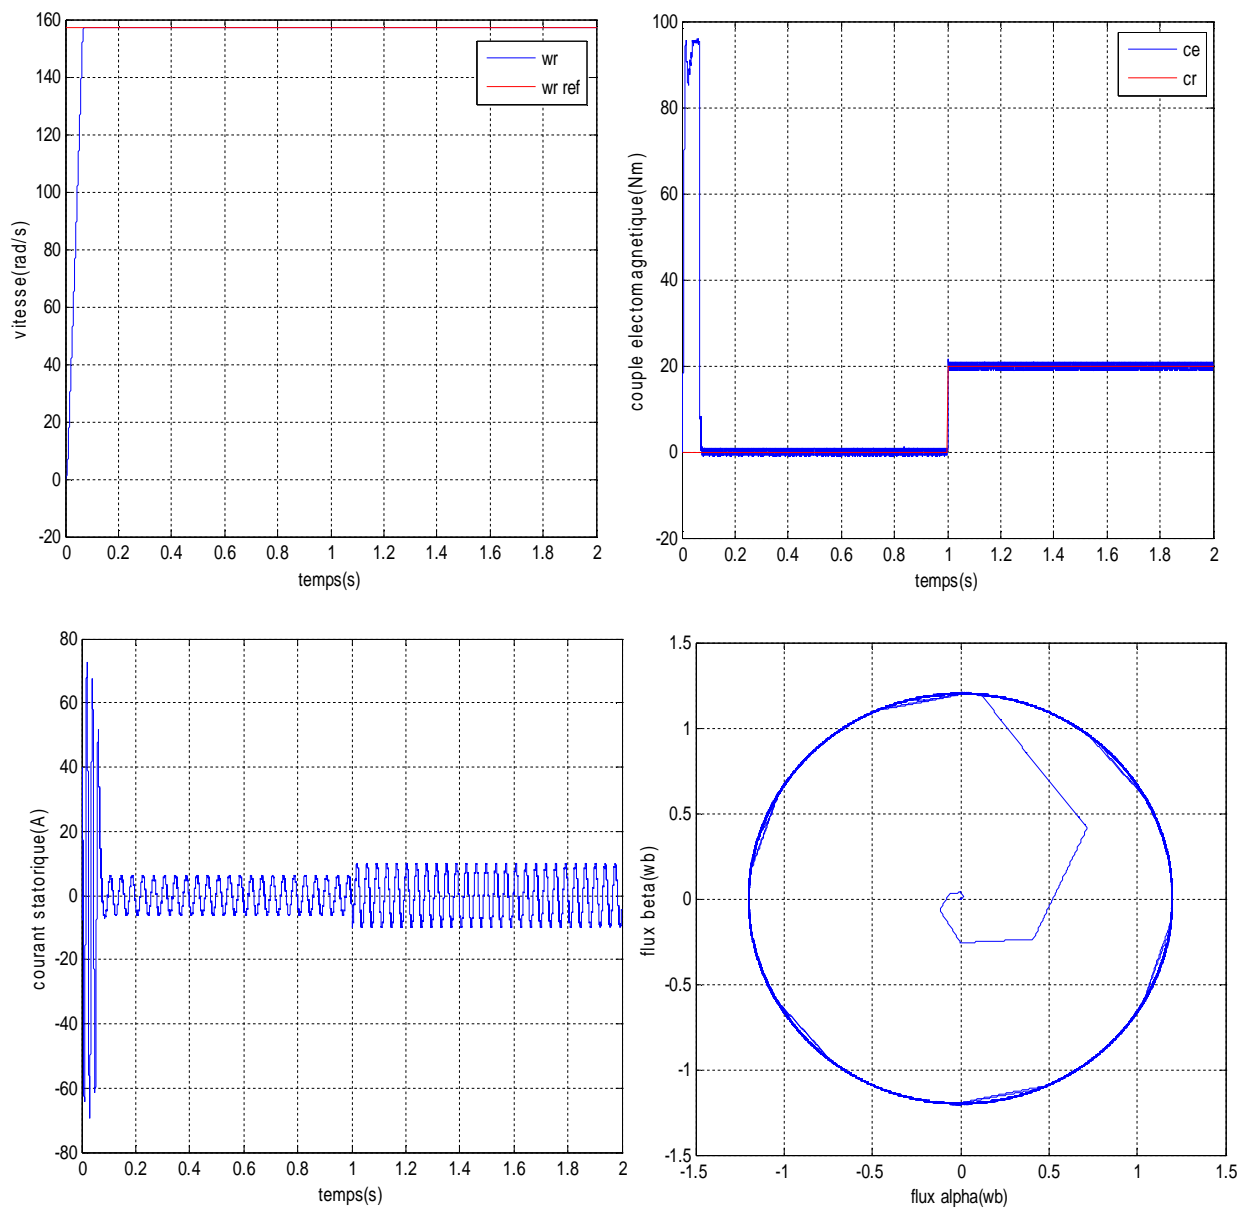 160
140
120
100
80
60
40
20
0
-20
0 0.2 0.4 0.6 0.8 1 1.2 1.4 1.6 1.8 2
temps(s)
vitesse(rad/s)
wr
wr ref
100
80
60
40
20
0
-20
0 0.2 0.4 0.6 0.8 1 1.2 1.4 1.6 1.8 2
temps(s)
couple electomagnetique(Nm)
ce
cr
80
60
40
20
0
-20
-40
-60
-80
0 0.2 0.4 0.6 0.8 1 1.2 1.4 1.6 1.8 2
temps(s)
courant statorique(A)
1.5
1
0.5
0
-0.5
-1
-1.5
-1.5 -1 -0.5 0 0.5 1 1.5
flux alpha(wb)
flux beta(wb)